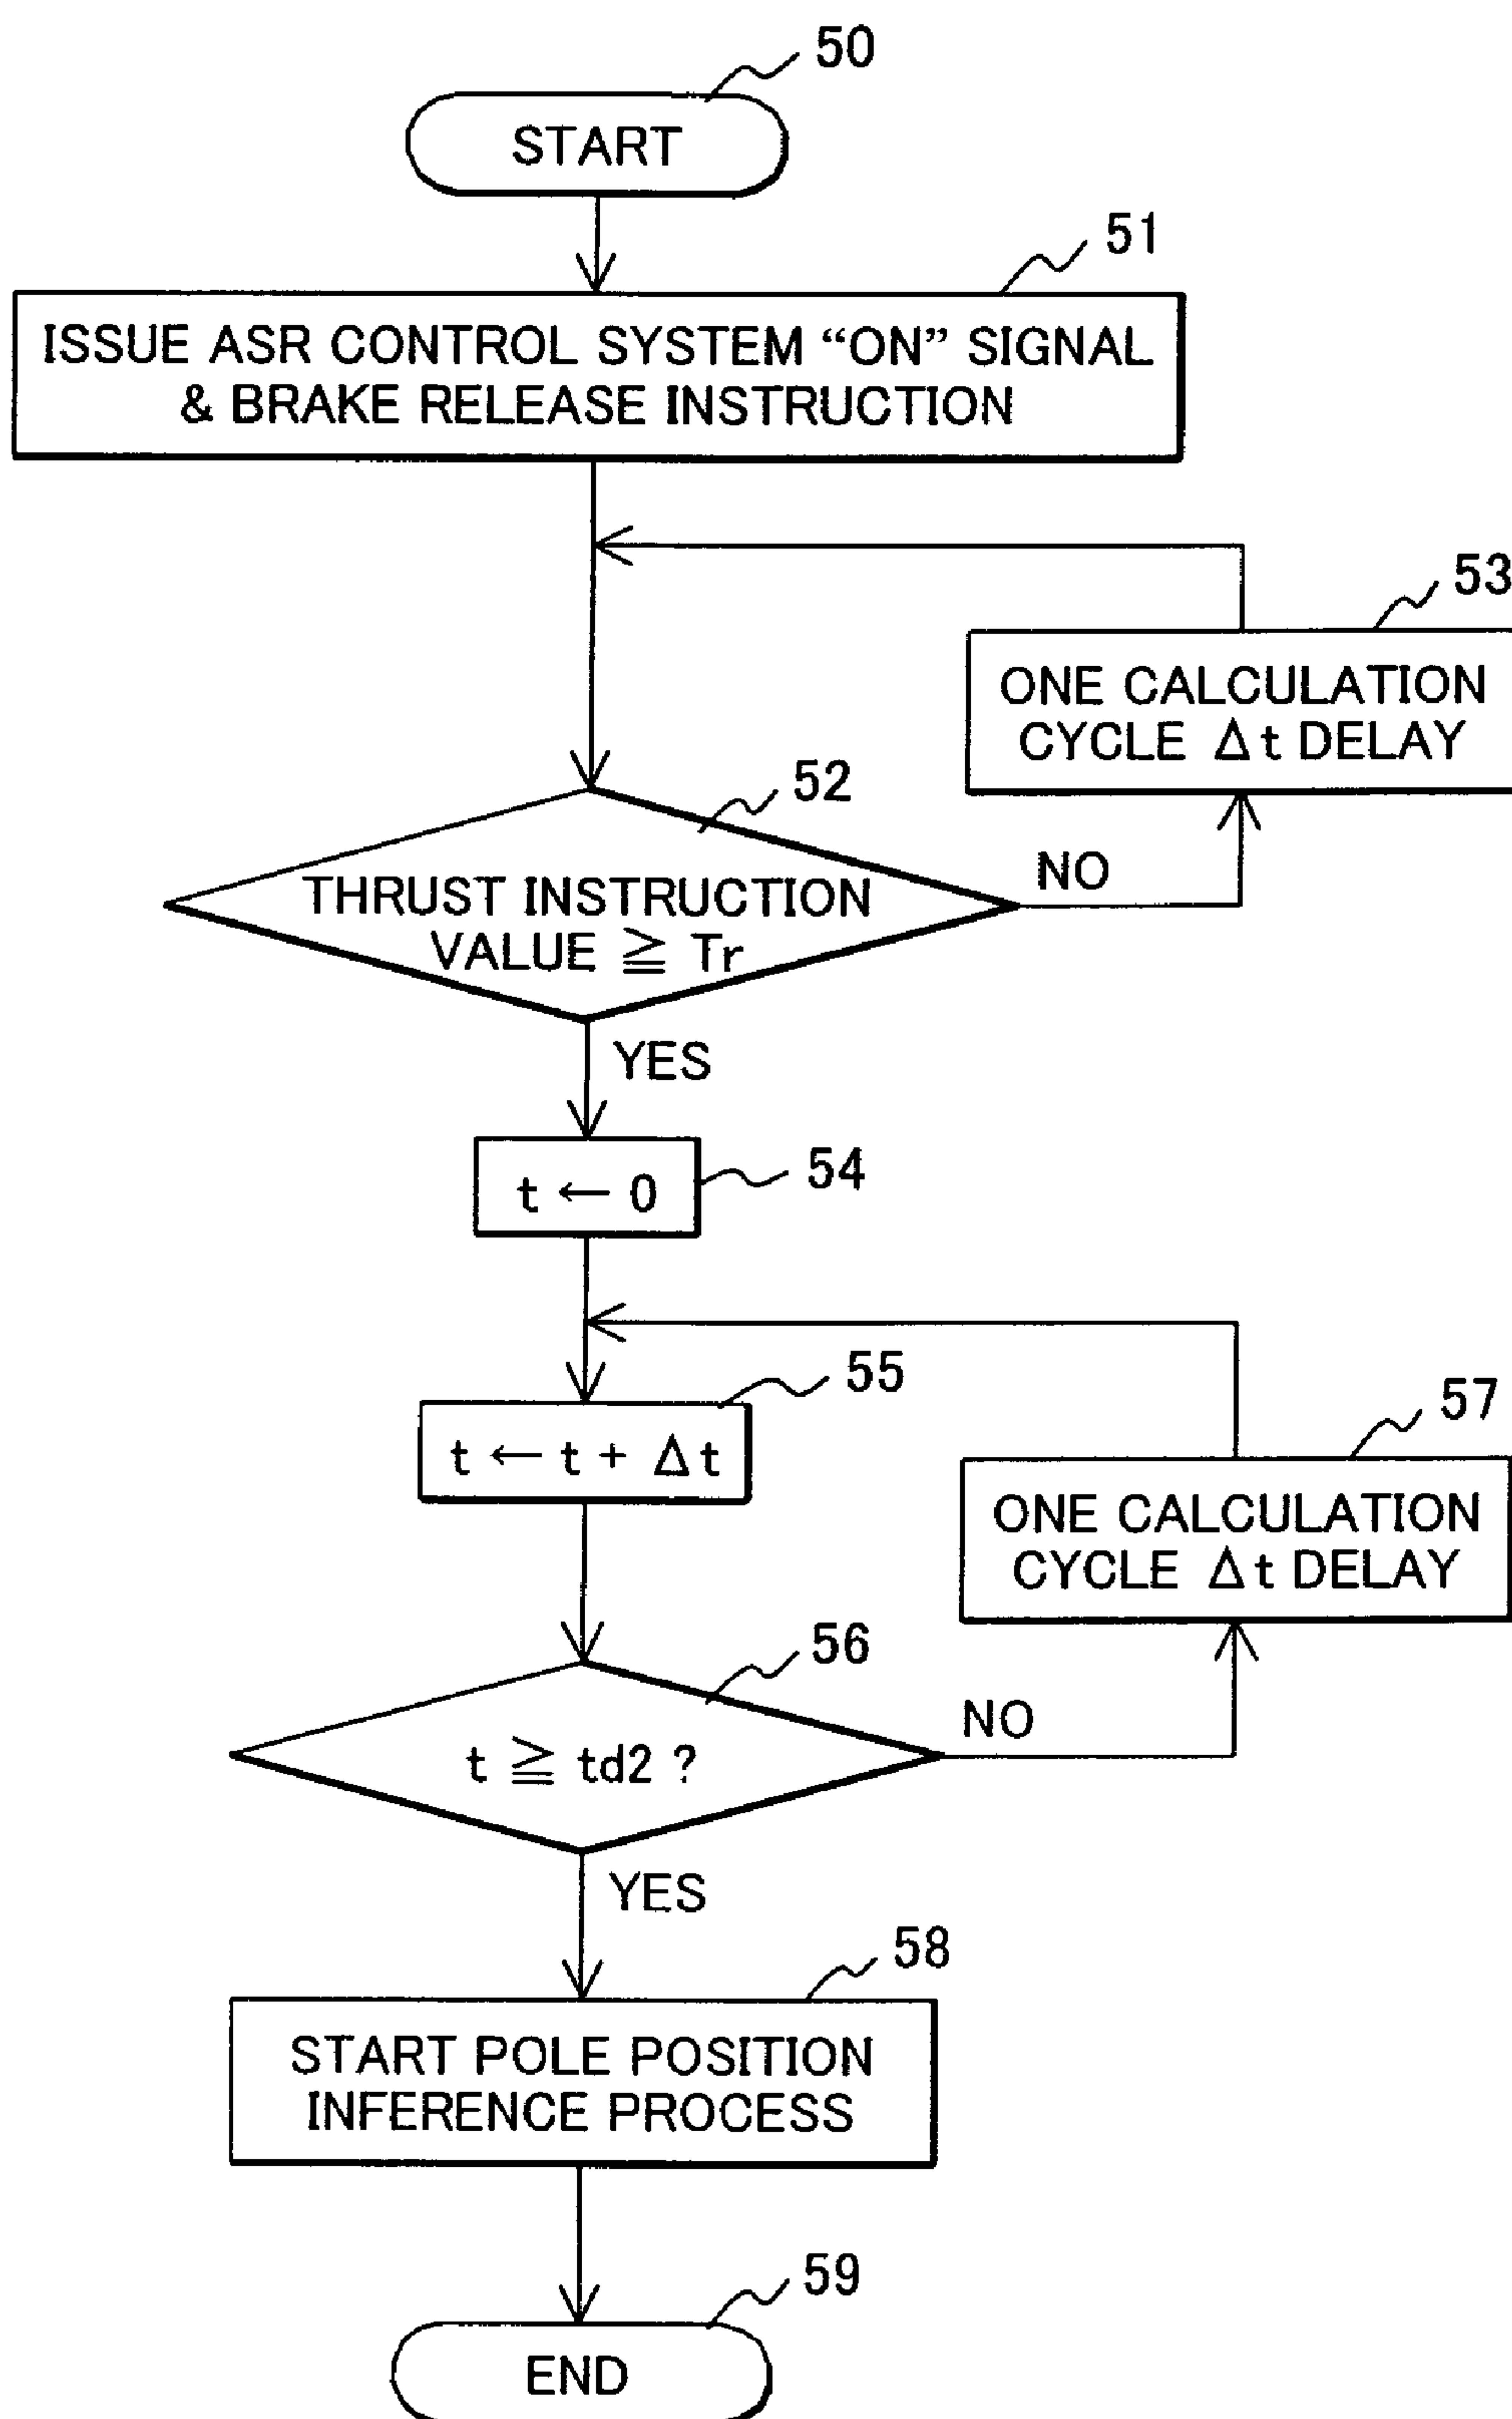 50
START
51
ISSUE ASR CONTROL SYSTEM “ON” SIGNAL
& BRAKE RELEASE INSTRUCTION
53
ONE CALCULATION
CYCLE Δt DELAY
52
NO
THRUST INSTRUCTION
VALUE ≧ Tr
YES
54
t ← 0
55
t ← t + Δt
57
ONE CALCULATION
CYCLE Δt DELAY
56
NO
t ≧ td2 ?
YES
58
START POLE POSITION
INFERENCE PROCESS
59
END